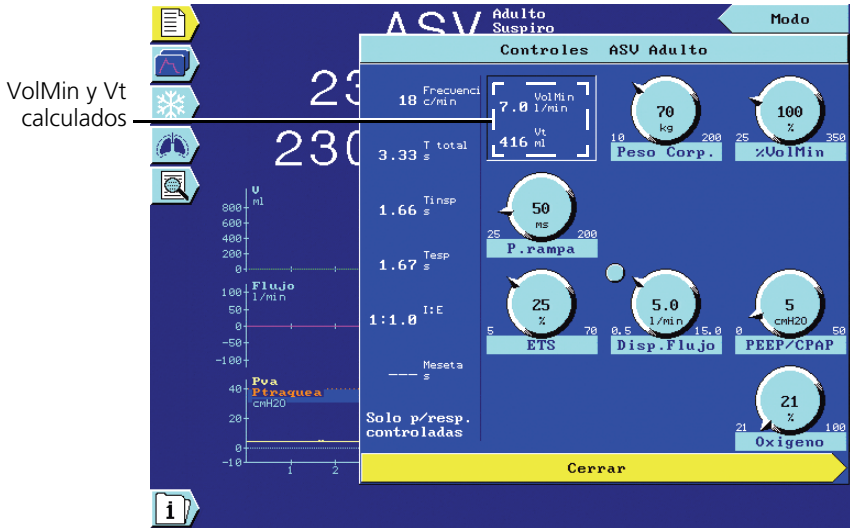 VolMin y Vt
calculados
ASV Adulto
Suspiro
Modo
Controles ASV Adulto
23
230
18 Frecuenci
c/min
3.33 T total
s
1.66 Tinsp
s
1.67 Tesp
s
1:1.0 I:E
--- Meseta
s
Solo p/resp.
controladas
7.0 VolMin
l/min
416 Vt
ml
70
kg
10 200
Peso Corp.
100
%
25 350
%VolMin
50
ms
25 200
P.rampa
25
%
5 70
ETS
5.0
l/min
0.5 15.0
Disp.Flujo
5
cmH2O
0 50
PEEP/CPAP
21
%
21 100
Oxigeno
Cerrar
V
ml
800
600
400
200
0
Flujo
l/min
100
50
0
-50
-100
Pva
Ptraquea
cmH2O
40
20
0
-10
1 2
i